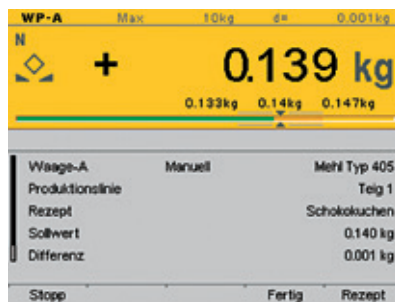 WP-A Max 10kg d= 0.001kg
N
+ 0.139 kg
0.133kg 0.14kg 0.147kg
Waage-A Manuell Mehl Typ 405
Produktionslinie Teig 1
Rezept Schokokuchen
Sollwert 0.140 kg
Differenz 0.001 kg
Stopp Fertig Rezept